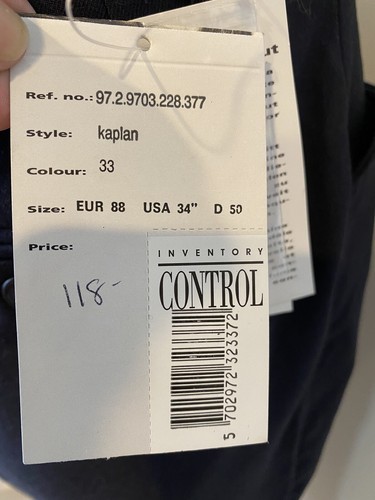 Ref. no.: 97.2.9703.228.377
Style: kaplan
Colour: 33
Size: EUR 88 USA 34" D 50
Price:
118-
INVENTORY
CONTROL
5 702972 323372
ut